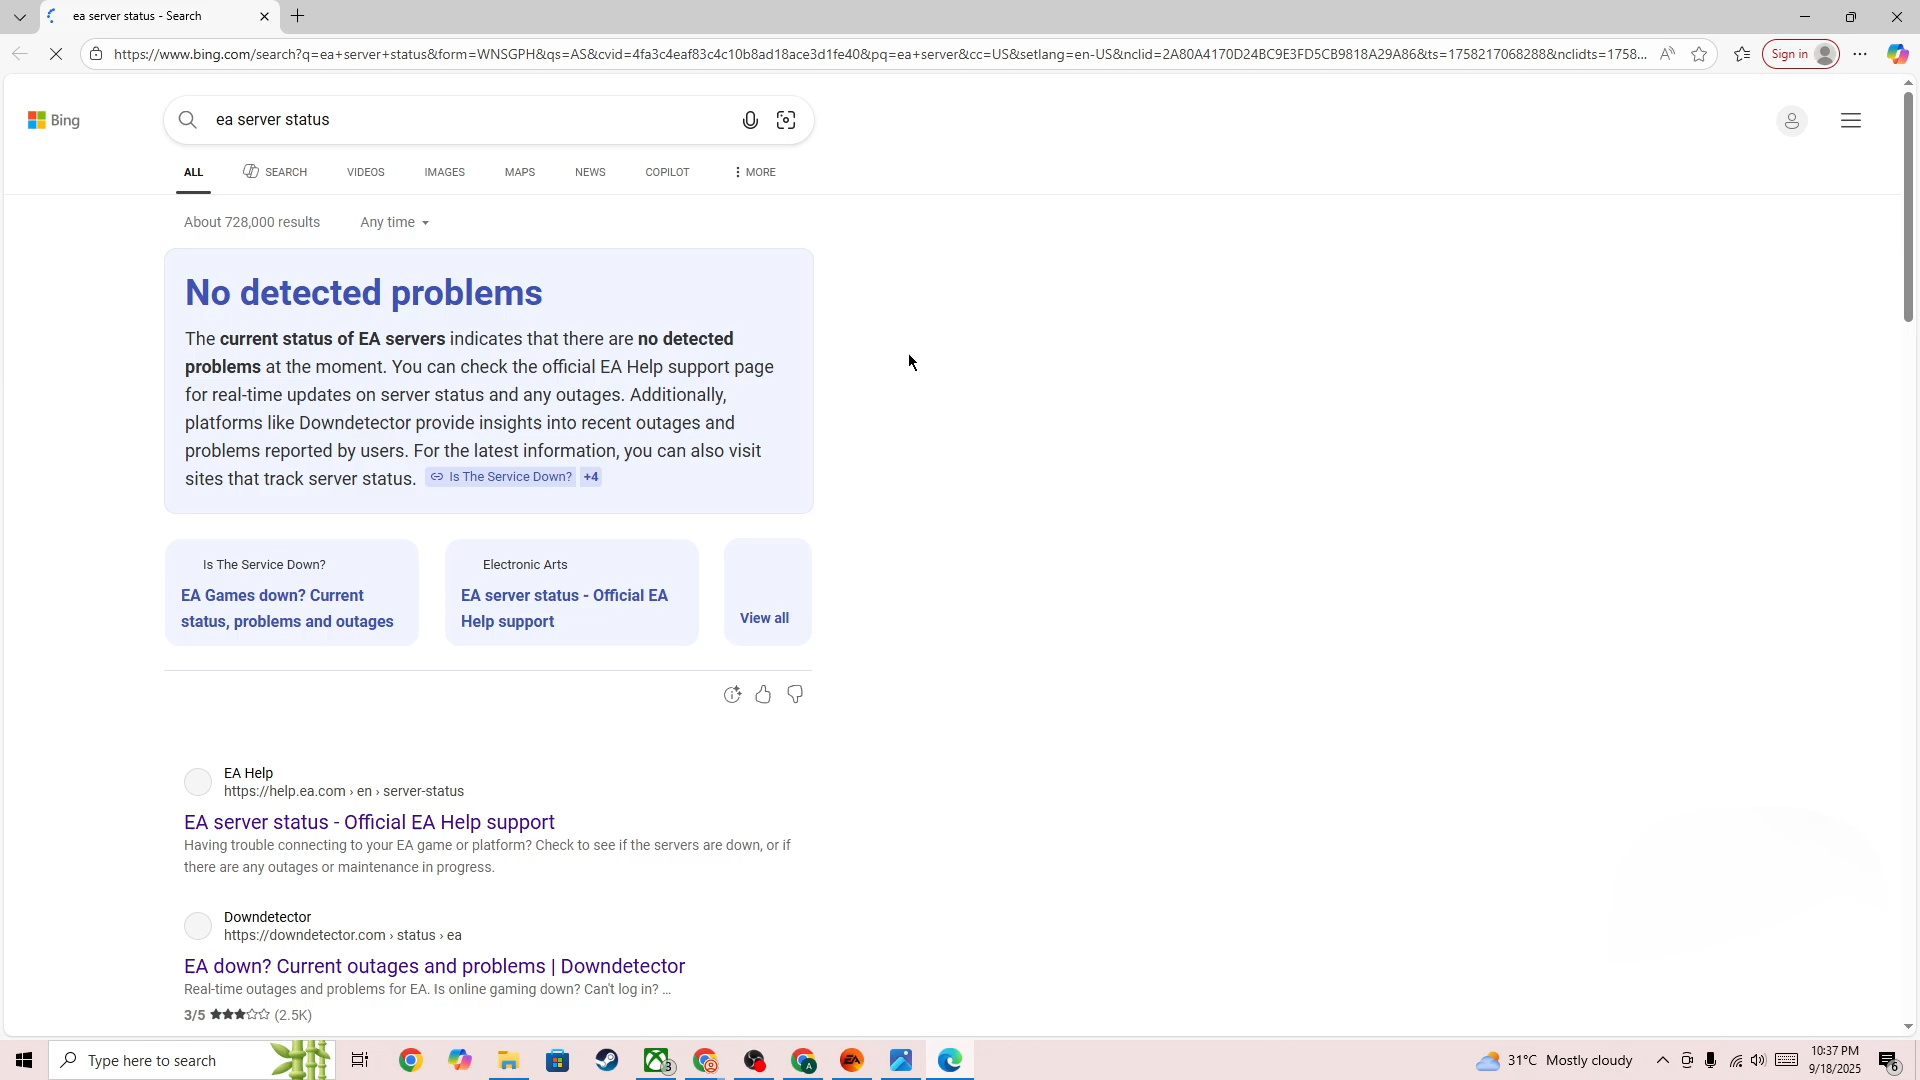 ea server status - Search
https://www.bing.com/search?q=ea+server+status&form=WNSGPH&qs=AS&cvid=4fa3c4eaf83c4c10b8ad18ace3d1fe40&pq=ea+server&cc=US&setlang=en-US&nclid=2A80A4170D24BC9E3FD5CB9818A29A86&ts=1758217068288&nclidts=1758...
Sign in
Bing
ea server status
ALL
SEARCH
VIDEOS
IMAGES
MAPS
NEWS
COPILOT
MORE
About 728,000 results
Any time
No detected problems
The current status of EA servers indicates that there are no detected
problems at the moment. You can check the official EA Help support page
for real-time updates on server status and any outages. Additionally,
platforms like Downdetector provide insights into recent outages and
problems reported by users. For the latest information, you can also visit
sites that track server status. Is The Service Down? +4
Is The Service Down?
EA Games down? Current
status, problems and outages
Electronic Arts
EA server status - Official EA
Help support
View all
EA Help
https://help.ea.com › en › server-status
EA server status - Official EA Help support
Having trouble connecting to your EA game or platform? Check to see if the servers are down, or if
there are any outages or maintenance in progress.
Downdetector
https://downdetector.com › status › ea
EA down? Current outages and problems | Downdetector
Real-time outages and problems for EA. Is online gaming down? Can't log in? ...
3/5 ★★★☆☆ (2.5K)
Type here to search
3
A
EA
31°C Mostly cloudy
10:37 PM
9/18/2025
6